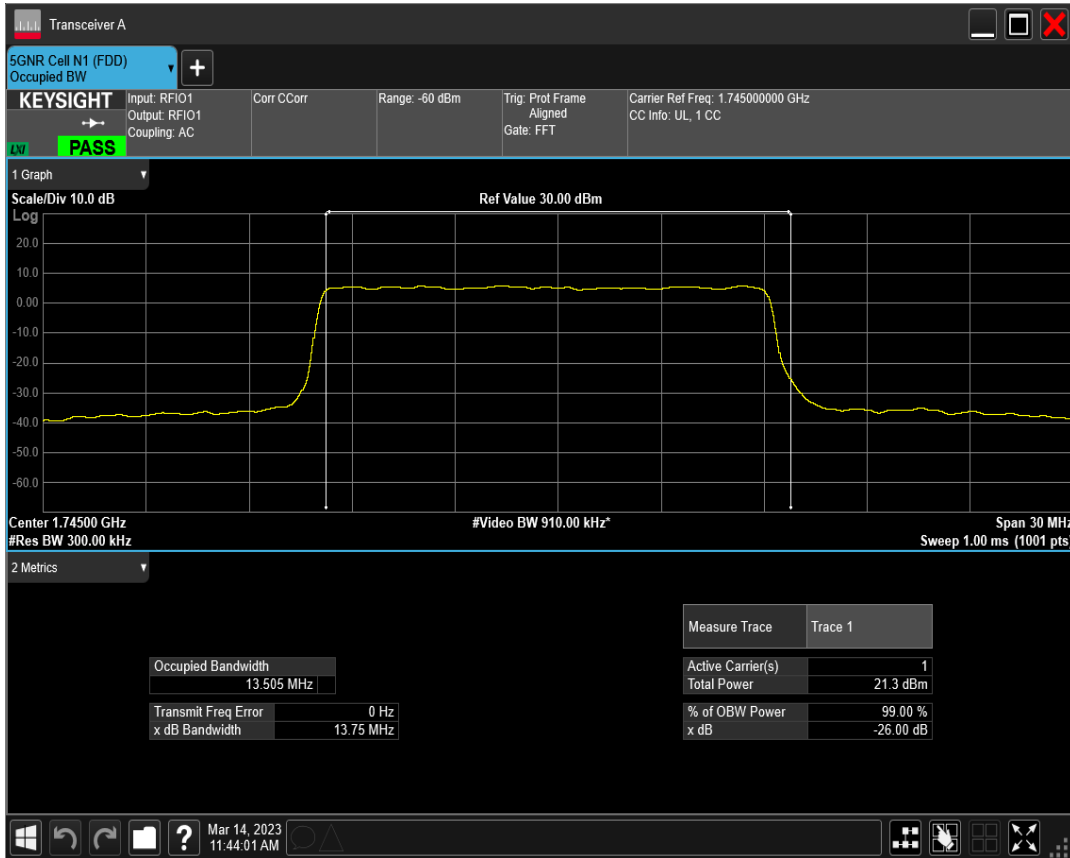 Transceiver A
5GNR Cell N1 (FDD)
Occupied BW
+
KEYSIGHT
LXI
PASS
Input: RFIO1
Output: RFIO1
Coupling: AC
Corr CCorr
Range: -60 dBm
Trig: Prot Frame
Aligned
Gate: FFT
Carrier Ref Freq: 1.745000000 GHz
CC Info: UL, 1 CC
1 Graph
Scale/Div 10.0 dB
Ref Value 30.00 dBm
Log
20.0
10.0
0.00
-10.0
-20.0
-30.0
-40.0
-50.0
-60.0
Center 1.74500 GHz
#Video BW 910.00 kHz*
Span 30 MHz
#Res BW 300.00 kHz
Sweep 1.00 ms (1001 pts)
2 Metrics
Measure Trace Trace 1
Occupied Bandwidth
13.505 MHz
Active Carrier(s) 1
Total Power 21.3 dBm
Transmit Freq Error 0 Hz
x dB Bandwidth 13.75 MHz
% of OBW Power 99.00 %
x dB -26.00 dB
?
Mar 14, 2023
11:44:01 AM